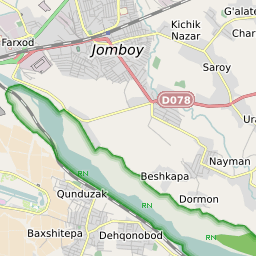 G'alate
Kichik
Nazar
Char
Farxod
Jomboy
Saroy
D078
Ura
Nayman
RN
Beshkapa
Qunduzak
Dormon
RN
Baxshitepa
RN
Dehqonobod